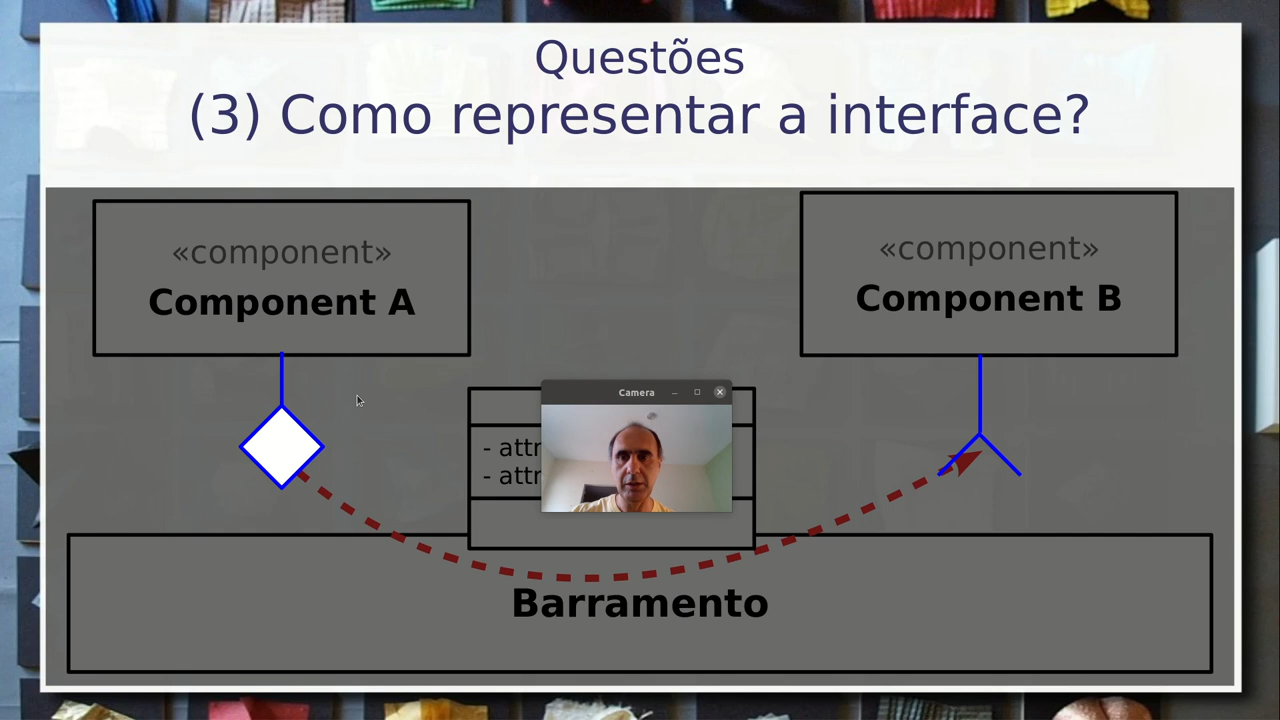 Questões
(3) Como representar a interface?
«component»
Component A
«component»
Component B
Camera
- attr
- attr
Barramento